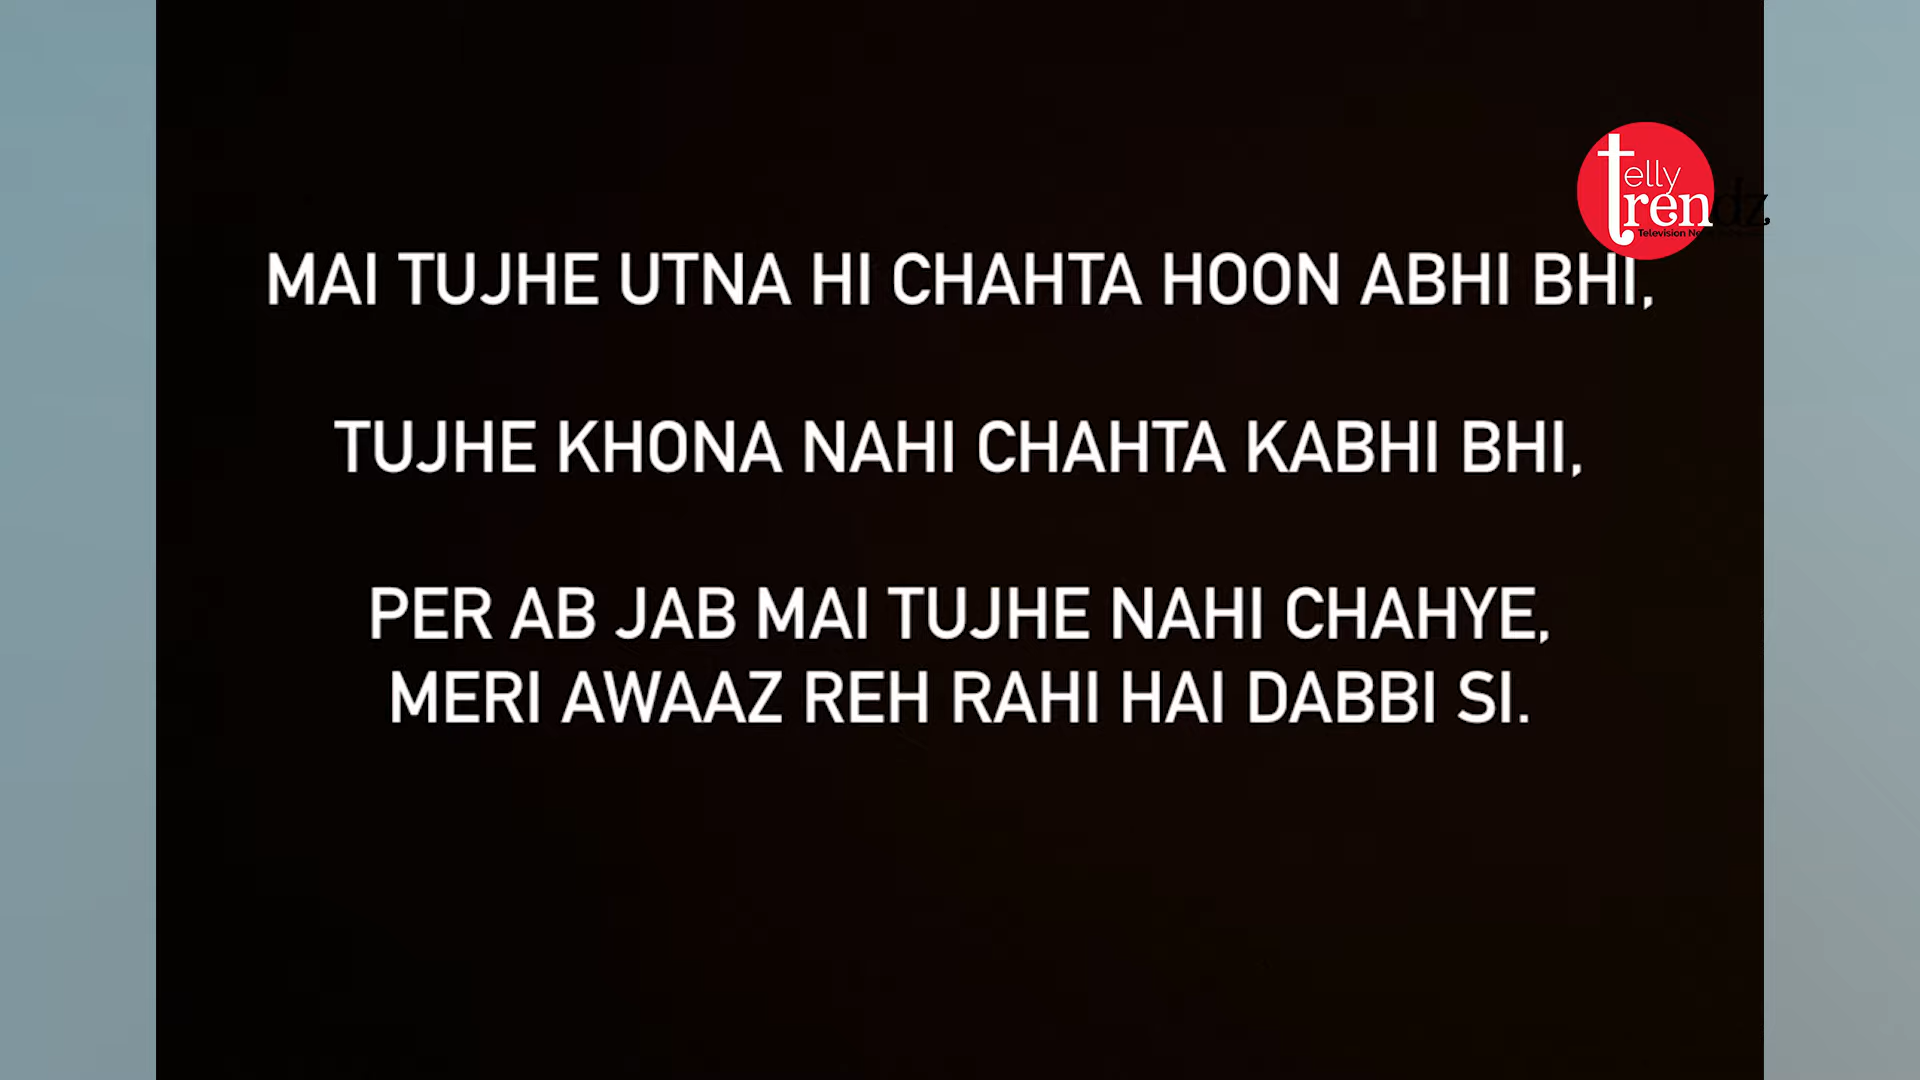 telly
trendz
MAI TUJHE UTNA HI CHAHTA HOON ABHI BHI,
TUJHE KHONA NAHI CHAHTA KABHI BHI,
PER AB JAB MAI TUJHE NAHI CHAHYE,
MERI AWAAZ REH RAHI HAI DABBI SI.